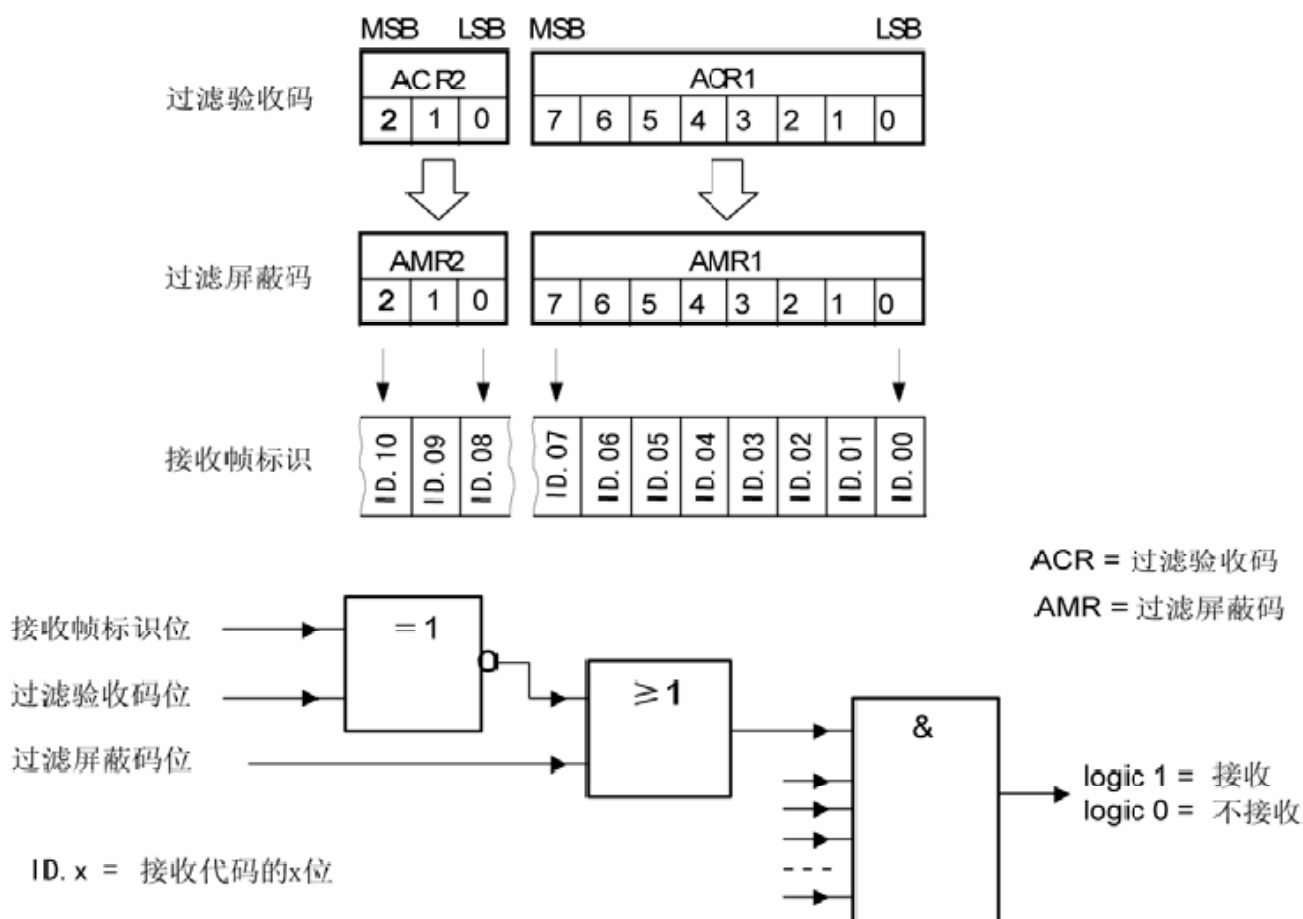 MSB LSB MSB LSB
过滤验收码 ACR2 ACR1
2 1 0 7 6 5 4 3 2 1 0
过滤屏蔽码 AMR2 AMR1
2 1 0 7 6 5 4 3 2 1 0
接收帧标识 ID.10 ID.09 ID.08 ID.07 ID.06 ID.05 ID.04 ID.03 ID.02 ID.01 ID.00
ACR = 过滤验收码
AMR = 过滤屏蔽码
接收帧标识位 = 1
过滤验收码位 ≥1
过滤屏蔽码位 &
logic 1 = 接收
logic 0 = 不接收
ID. x = 接收代码的x位